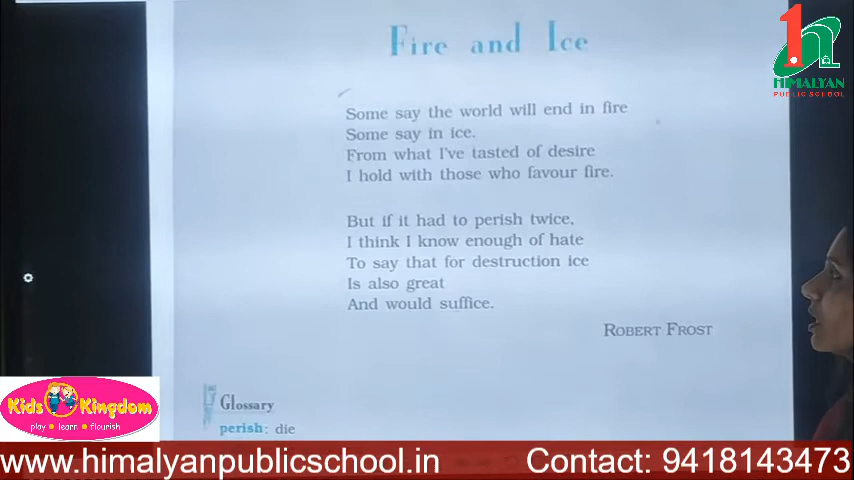 Fire and Ice
Some say the world will end in fire
Some say in ice.
From what I've tasted of desire
I hold with those who favour fire.
But if it had to perish twice,
I think I know enough of hate
To say that for destruction ice
Is also great
And would suffice.
ROBERT FROST
Glossary
perish: die
1
HIMALYAN
PUBLIC SCHOOL
Kids Kingdom
play learn flourish
www.himalyanpublicschool.in Contact: 9418143473